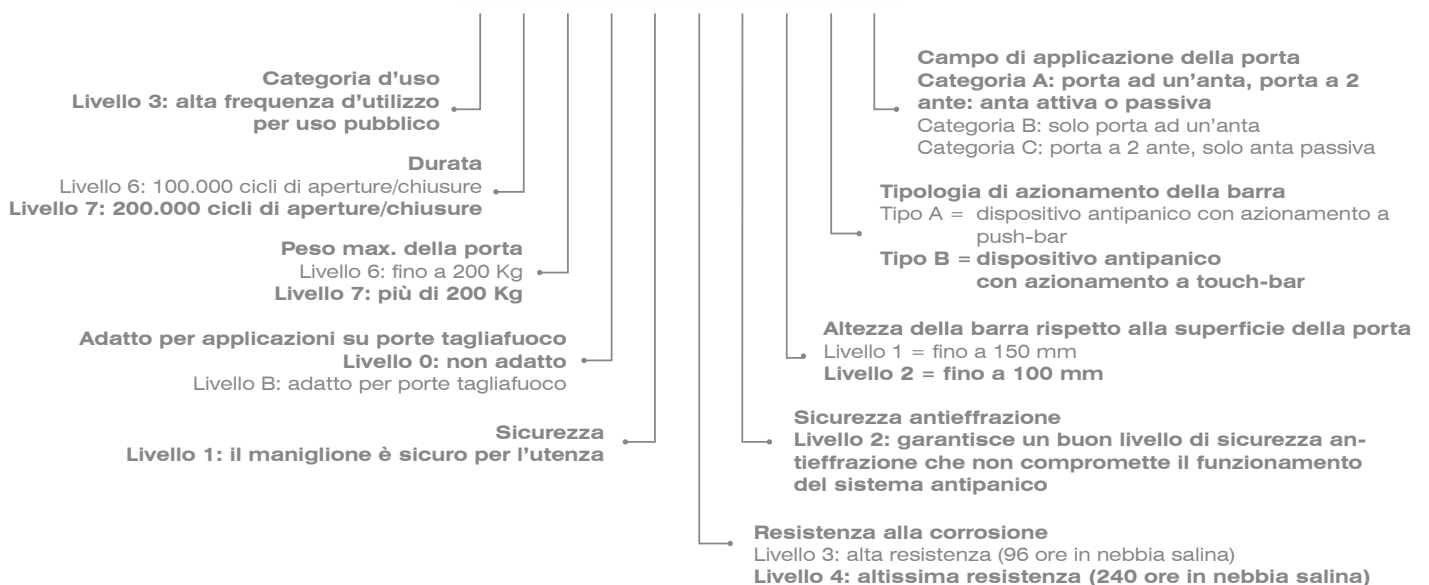 Categoria d'uso
Livello 3: alta frequenza d'utilizzo
per uso pubblico
Durata
Livello 6: 100.000 cicli di aperture/chiusure
Livello 7: 200.000 cicli di aperture/chiusure
Peso max. della porta
Livello 6: fino a 200 Kg
Livello 7: più di 200 Kg
Adatto per applicazioni su porte tagliafuoco
Livello 0: non adatto
Livello B: adatto per porte tagliafuoco
Sicurezza
Livello 1: il maniglione è sicuro per l'utenza
Campo di applicazione della porta
Categoria A: porta ad un'anta, porta a 2
ante: anta attiva o passiva
Categoria B: solo porta ad un'anta
Categoria C: porta a 2 ante, solo anta passiva
Tipologia di azionamento della barra
Tipo A = dispositivo antipanico con azionamento a
push-bar
Tipo B = dispositivo antipanico
con azionamento a touch-bar
Altezza della barra rispetto alla superficie della porta
Livello 1 = fino a 150 mm
Livello 2 = fino a 100 mm
Sicurezza antieffrazione
Livello 2: garantisce un buon livello di sicurezza an-
tieffrazione che non compromette il funzionamento
del sistema antipanico
Resistenza alla corrosione
Livello 3: alta resistenza (96 ore in nebbia salina)
Livello 4: altissima resistenza (240 ore in nebbia salina)